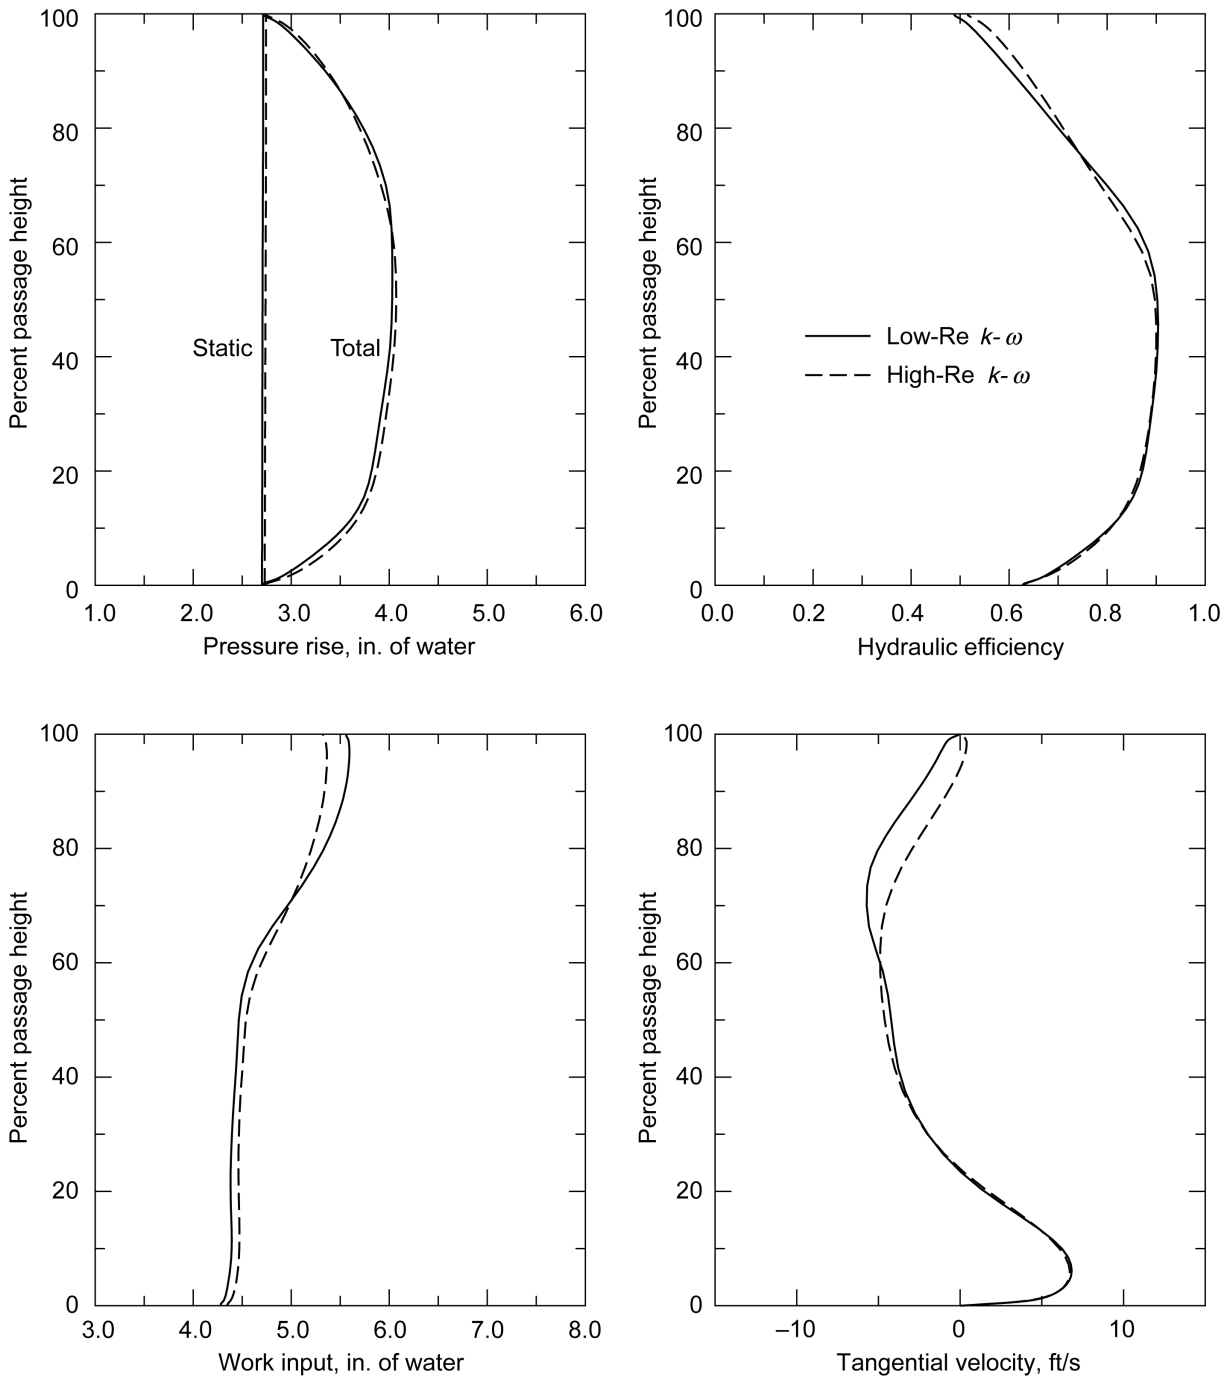 100
80
60
40
20
0
Percent passage height
Static
Total
1.0 2.0 3.0 4.0 5.0 6.0
Pressure rise, in. of water
100
80
60
40
20
0
Percent passage height
Low-Re k-ω
High-Re k-ω
0.0 0.2 0.4 0.6 0.8 1.0
Hydraulic efficiency
100
80
60
40
20
0
Percent passage height
3.0 4.0 5.0 6.0 7.0 8.0
Work input, in. of water
100
80
60
40
20
0
Percent passage height
–10 0 10
Tangential velocity, ft/s